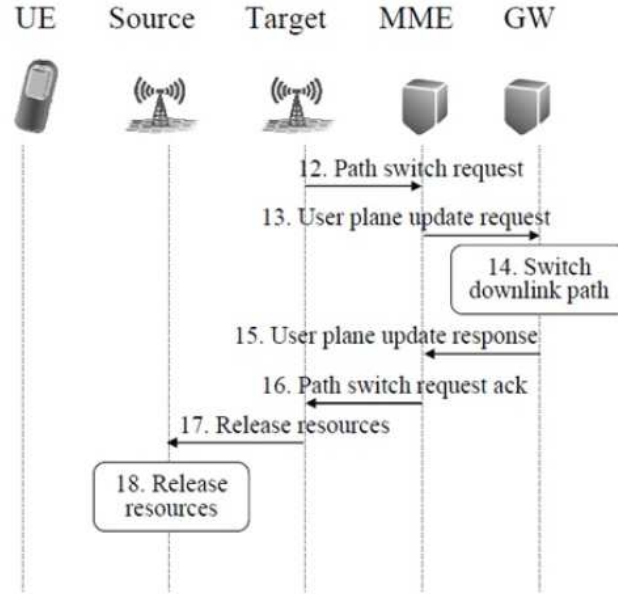 UE Source Target MME GW
12. Path switch request
13. User plane update request
14. Switch
downlink path
15. User plane update response
16. Path switch request ack
17. Release resources
18. Release
resources